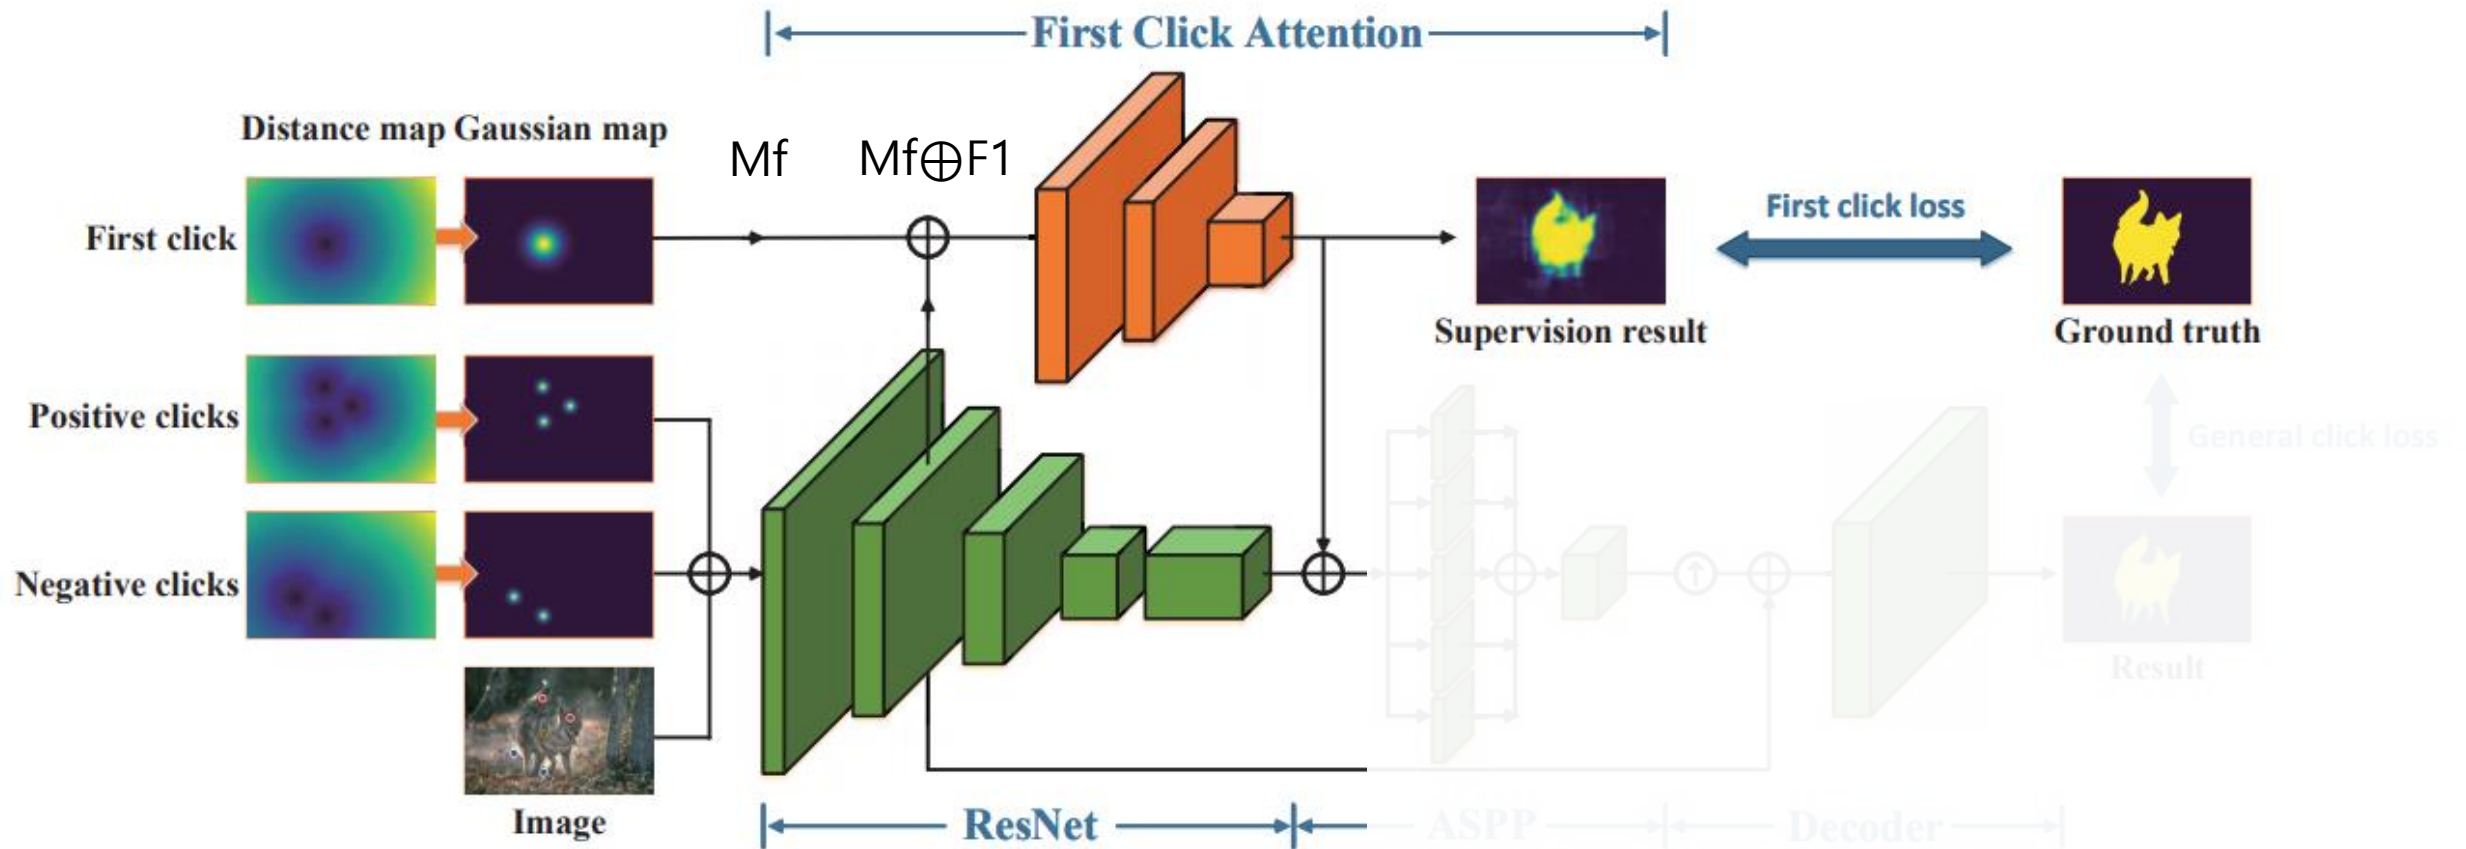 First Click Attention
Distance map Gaussian map
Mf
Mf⊕F1
First click
First click loss
Supervision result
Ground truth
Positive clicks
General click loss
Negative clicks
Result
Image
ResNet
ASPP
Decoder